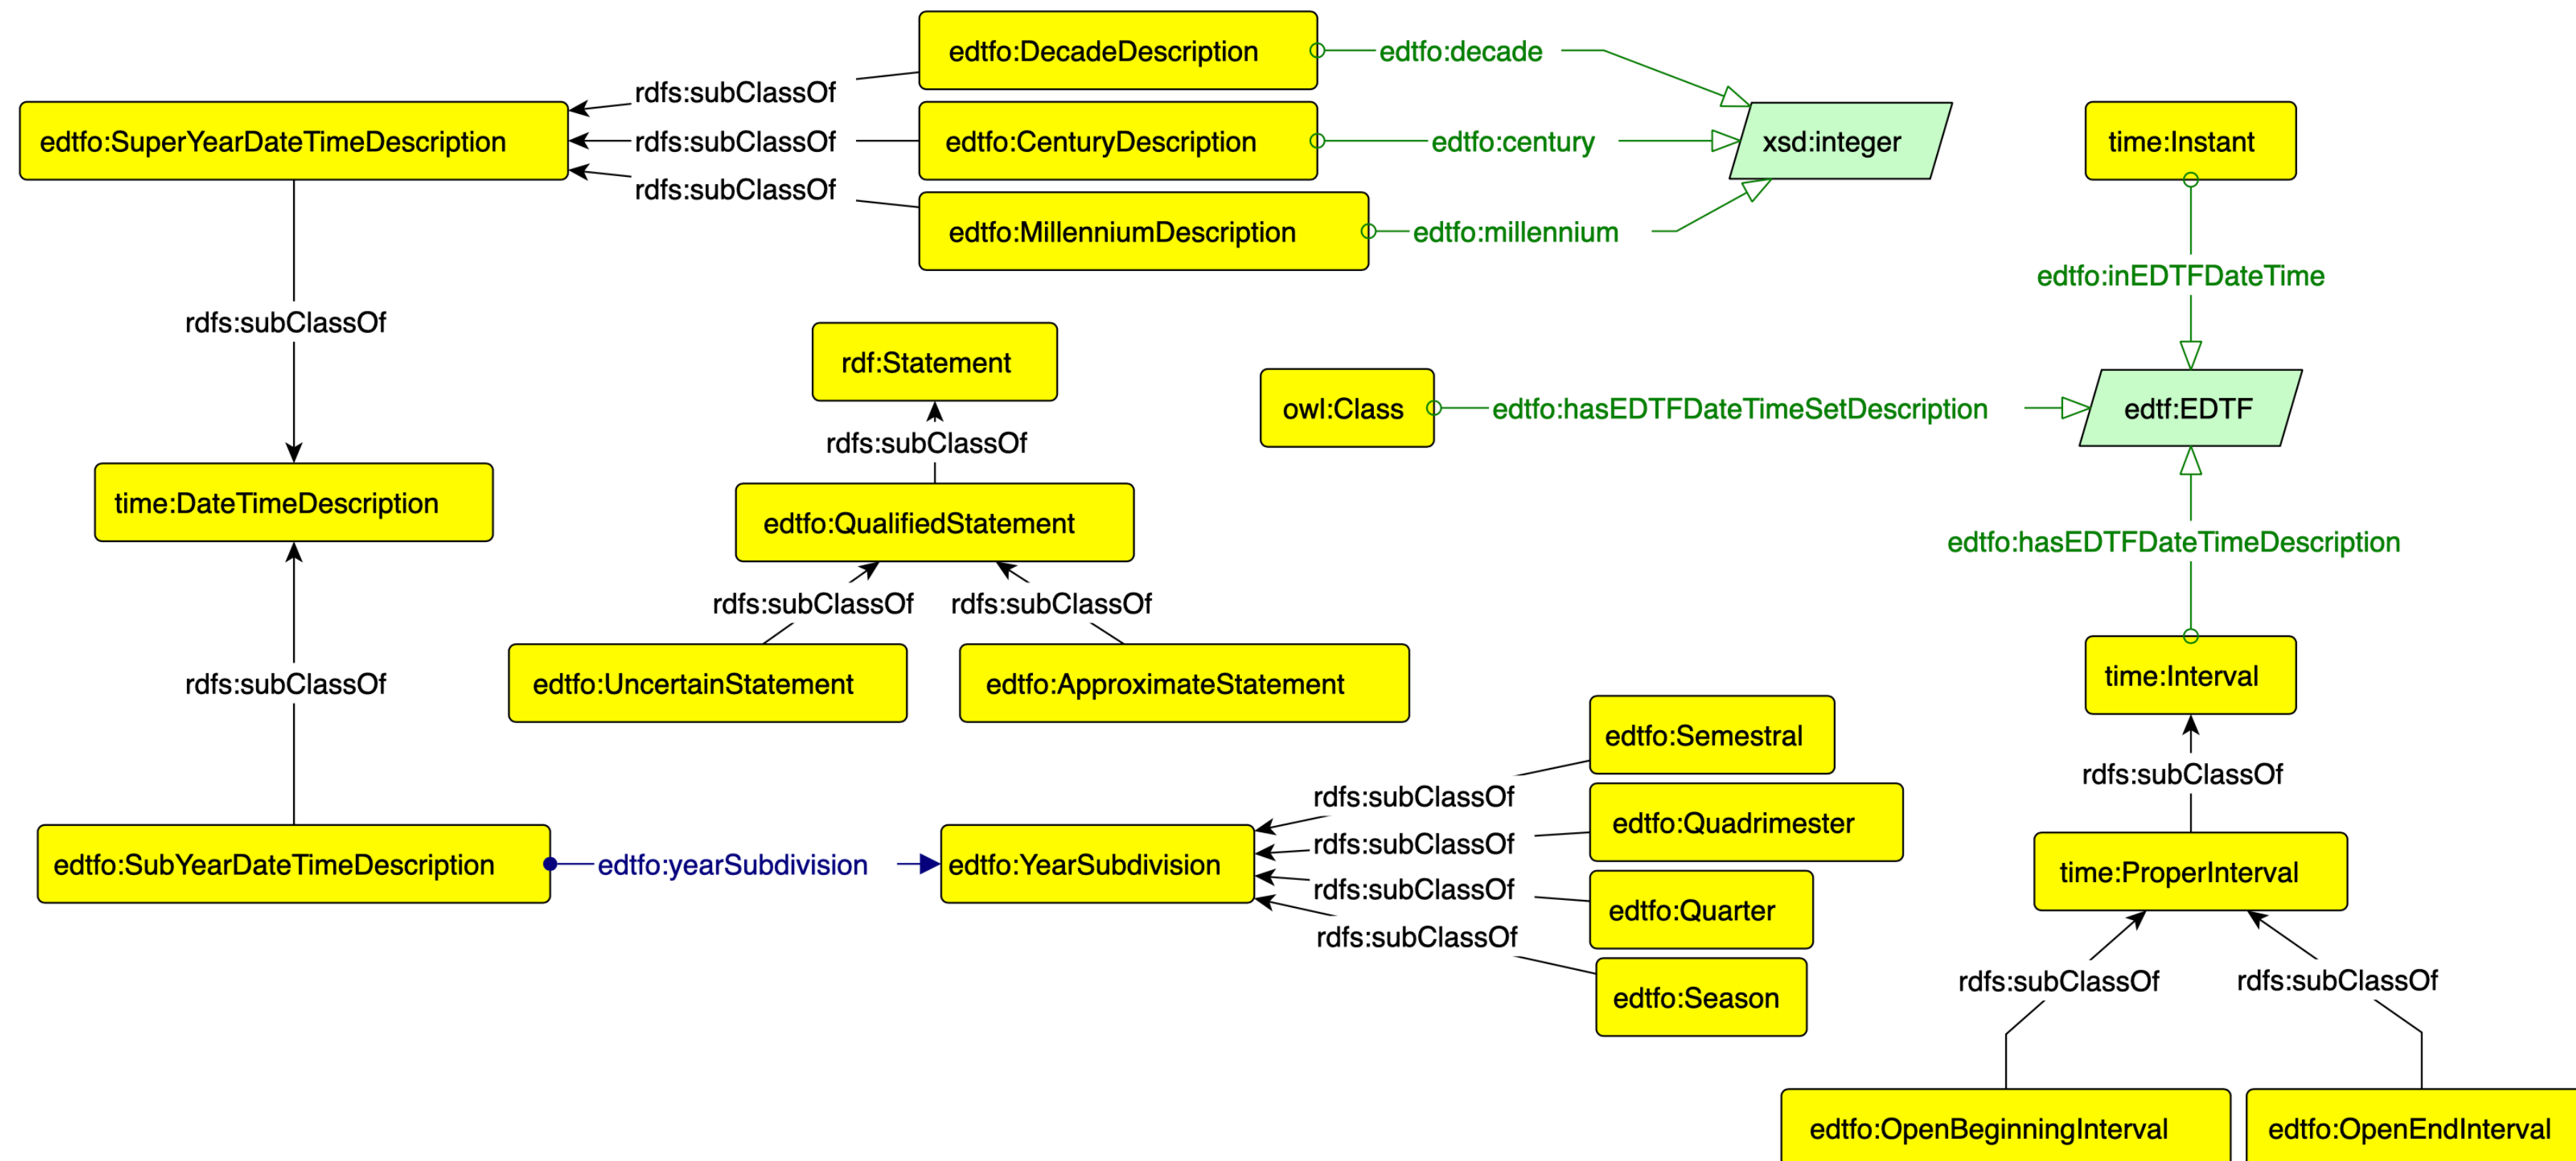 edtfo:DecadeDescription
edtfo:decade
rdfs:subClassOf
edtfo:SuperYearDateTimeDescription
rdfs:subClassOf
edtfo:CenturyDescription
edtfo:century
xsd:integer
time:Instant
rdfs:subClassOf
edtfo:MillenniumDescription
edtfo:millennium
edtfo:inEDTFDateTime
rdfs:subClassOf
rdf:Statement
owl:Class
edtfo:hasEDTFDateTimeSetDescription
edtf:EDTF
rdfs:subClassOf
time:DateTimeDescription
edtfo:QualifiedStatement
edtfo:hasEDTFDateTimeDescription
rdfs:subClassOf
rdfs:subClassOf
time:Interval
rdfs:subClassOf
edtfo:UncertainStatement
edtfo:ApproximateStatement
edtfo:Semestral
rdfs:subClassOf
rdfs:subClassOf
edtfo:Quadrimester
rdfs:subClassOf
edtfo:SubYearDateTimeDescription
edtfo:yearSubdivision
edtfo:YearSubdivision
time:ProperInterval
rdfs:subClassOf
edtfo:Quarter
rdfs:subClassOf
rdfs:subClassOf
rdfs:subClassOf
edtfo:Season
edtfo:OpenBeginningInterval
edtfo:OpenEndInterval